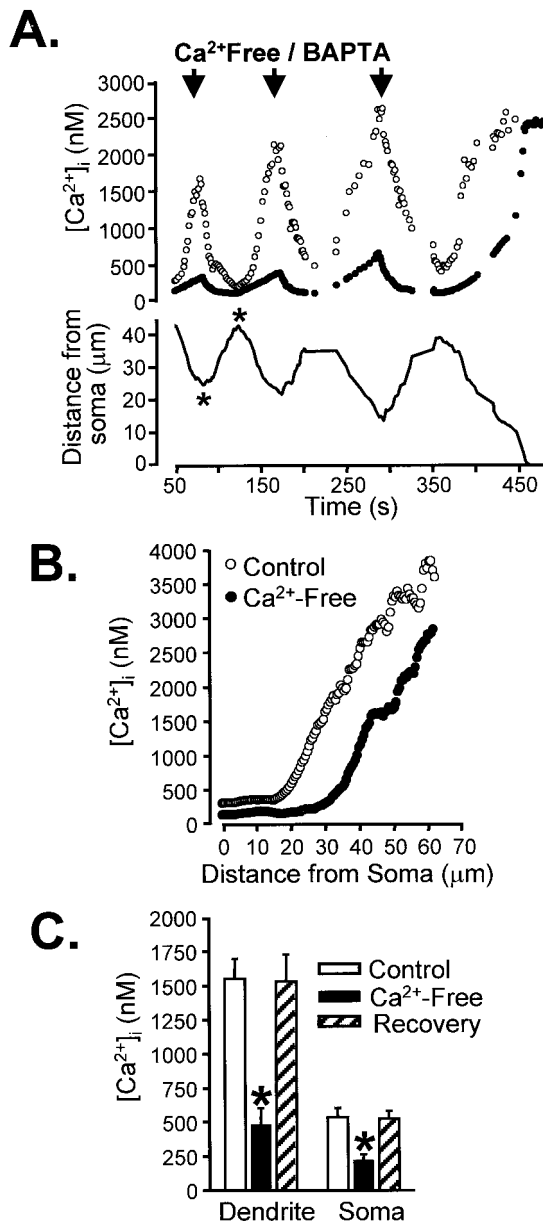 A.
Ca²⁺Free / BAPTA
[Ca²⁺]ᵢ (nM)
3000
2500
2000
1500
1000
500
0
Distance from
soma (μm)
40
30
20
10
0
*
*
50
150
250
350
450
Time (s)
B.
[Ca²⁺]ᵢ (nM)
4000
3500
3000
2500
2000
1500
1000
500
0
Control
Ca²⁺-Free
0
10
20
30
40
50
60
70
Distance from Soma (μm)
C.
[Ca²⁺]ᵢ (nM)
2000
1750
1500
1250
1000
750
500
250
0
Control
Ca²⁺-Free
Recovery
*
*
Dendrite
Soma